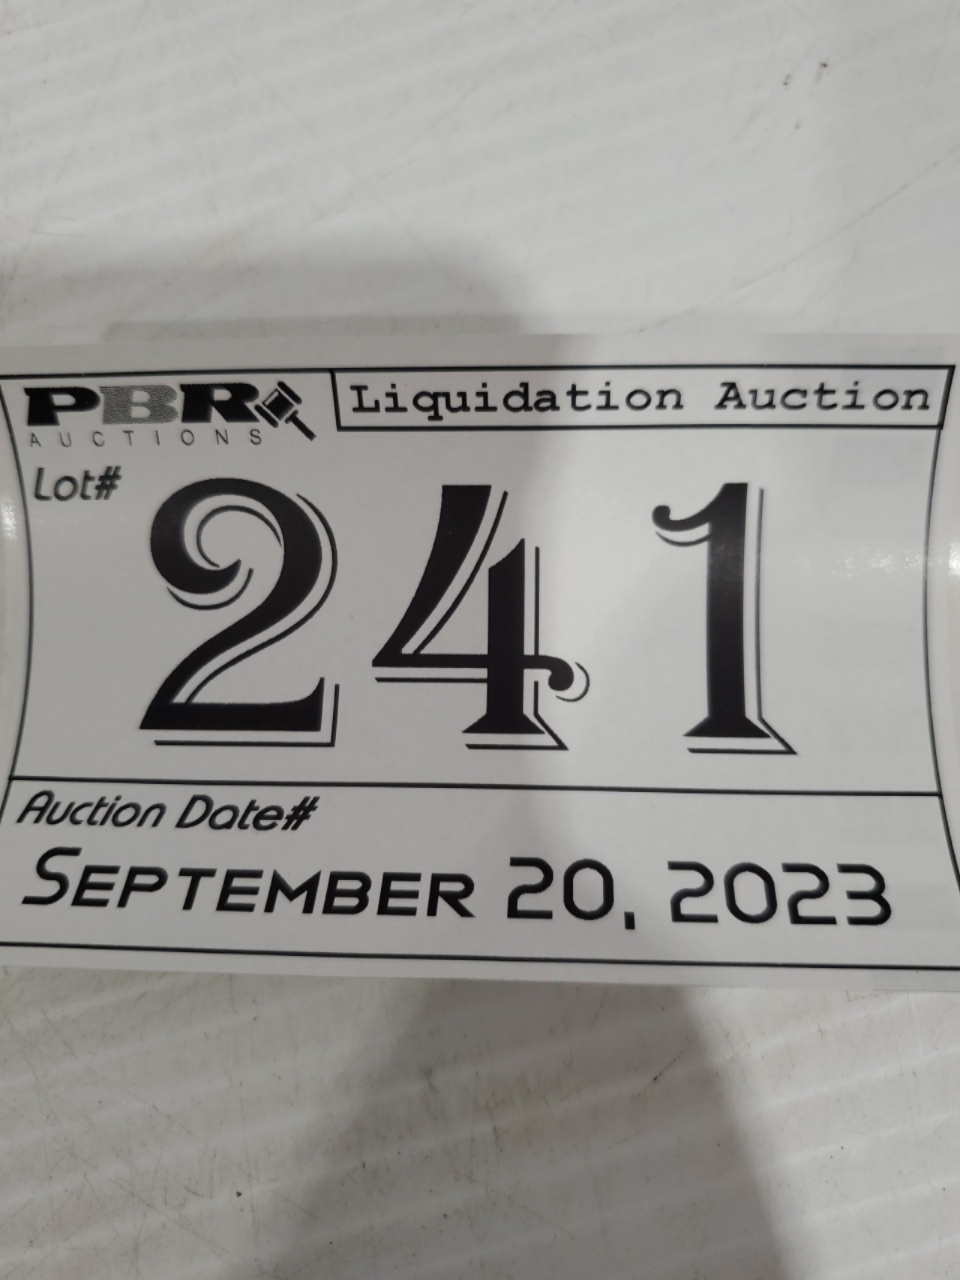 PBR
AUCTIONS
Liquidation Auction
Lot#
241
Auction Date#
SEPTEMBER 20, 2023